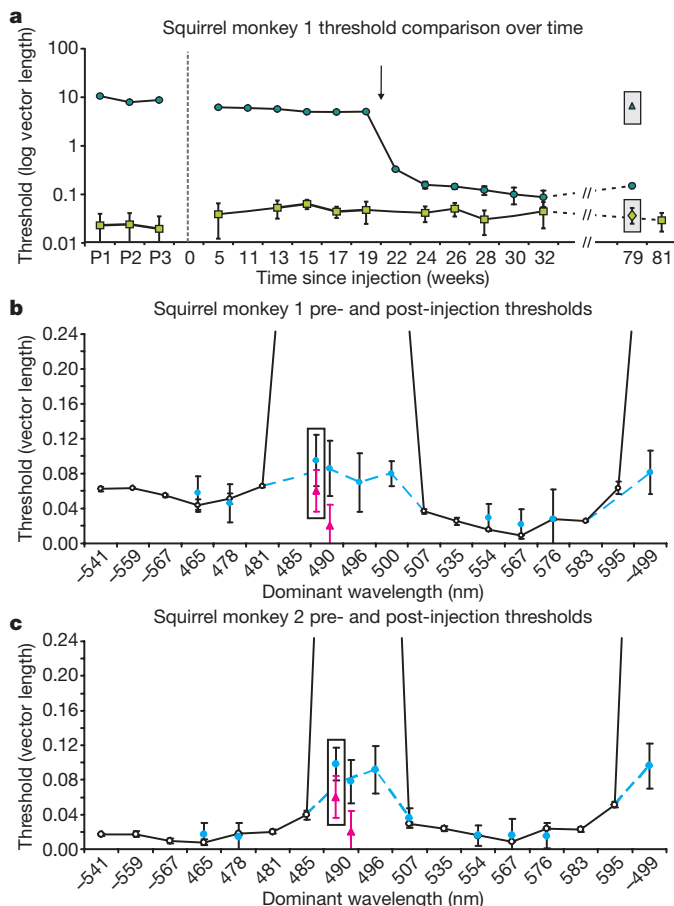 a
Squirrel monkey 1 threshold comparison over time
Threshold (log vector length)
100
10
1
0.1
0.01
P1 P2 P3 0 5 11 13 15 17 19 22 24 26 28 30 32 // 79 81
//
Time since injection (weeks)
b
Squirrel monkey 1 pre- and post-injection thresholds
Threshold (vector length)
0.24
0.20
0.16
0.12
0.08
0.04
0.00
–541 –559 –567 465 478 481 485 490 496 500 507 535 554 567 576 583 595 –499
Dominant wavelength (nm)
c
Squirrel monkey 2 pre- and post-injection thresholds
Threshold (vector length)
0.24
0.20
0.16
0.12
0.08
0.04
0.00
–541 –559 –567 465 478 480 485 490 496 507 535 554 567 576 583 595 –499
Dominant wavelength (nm)